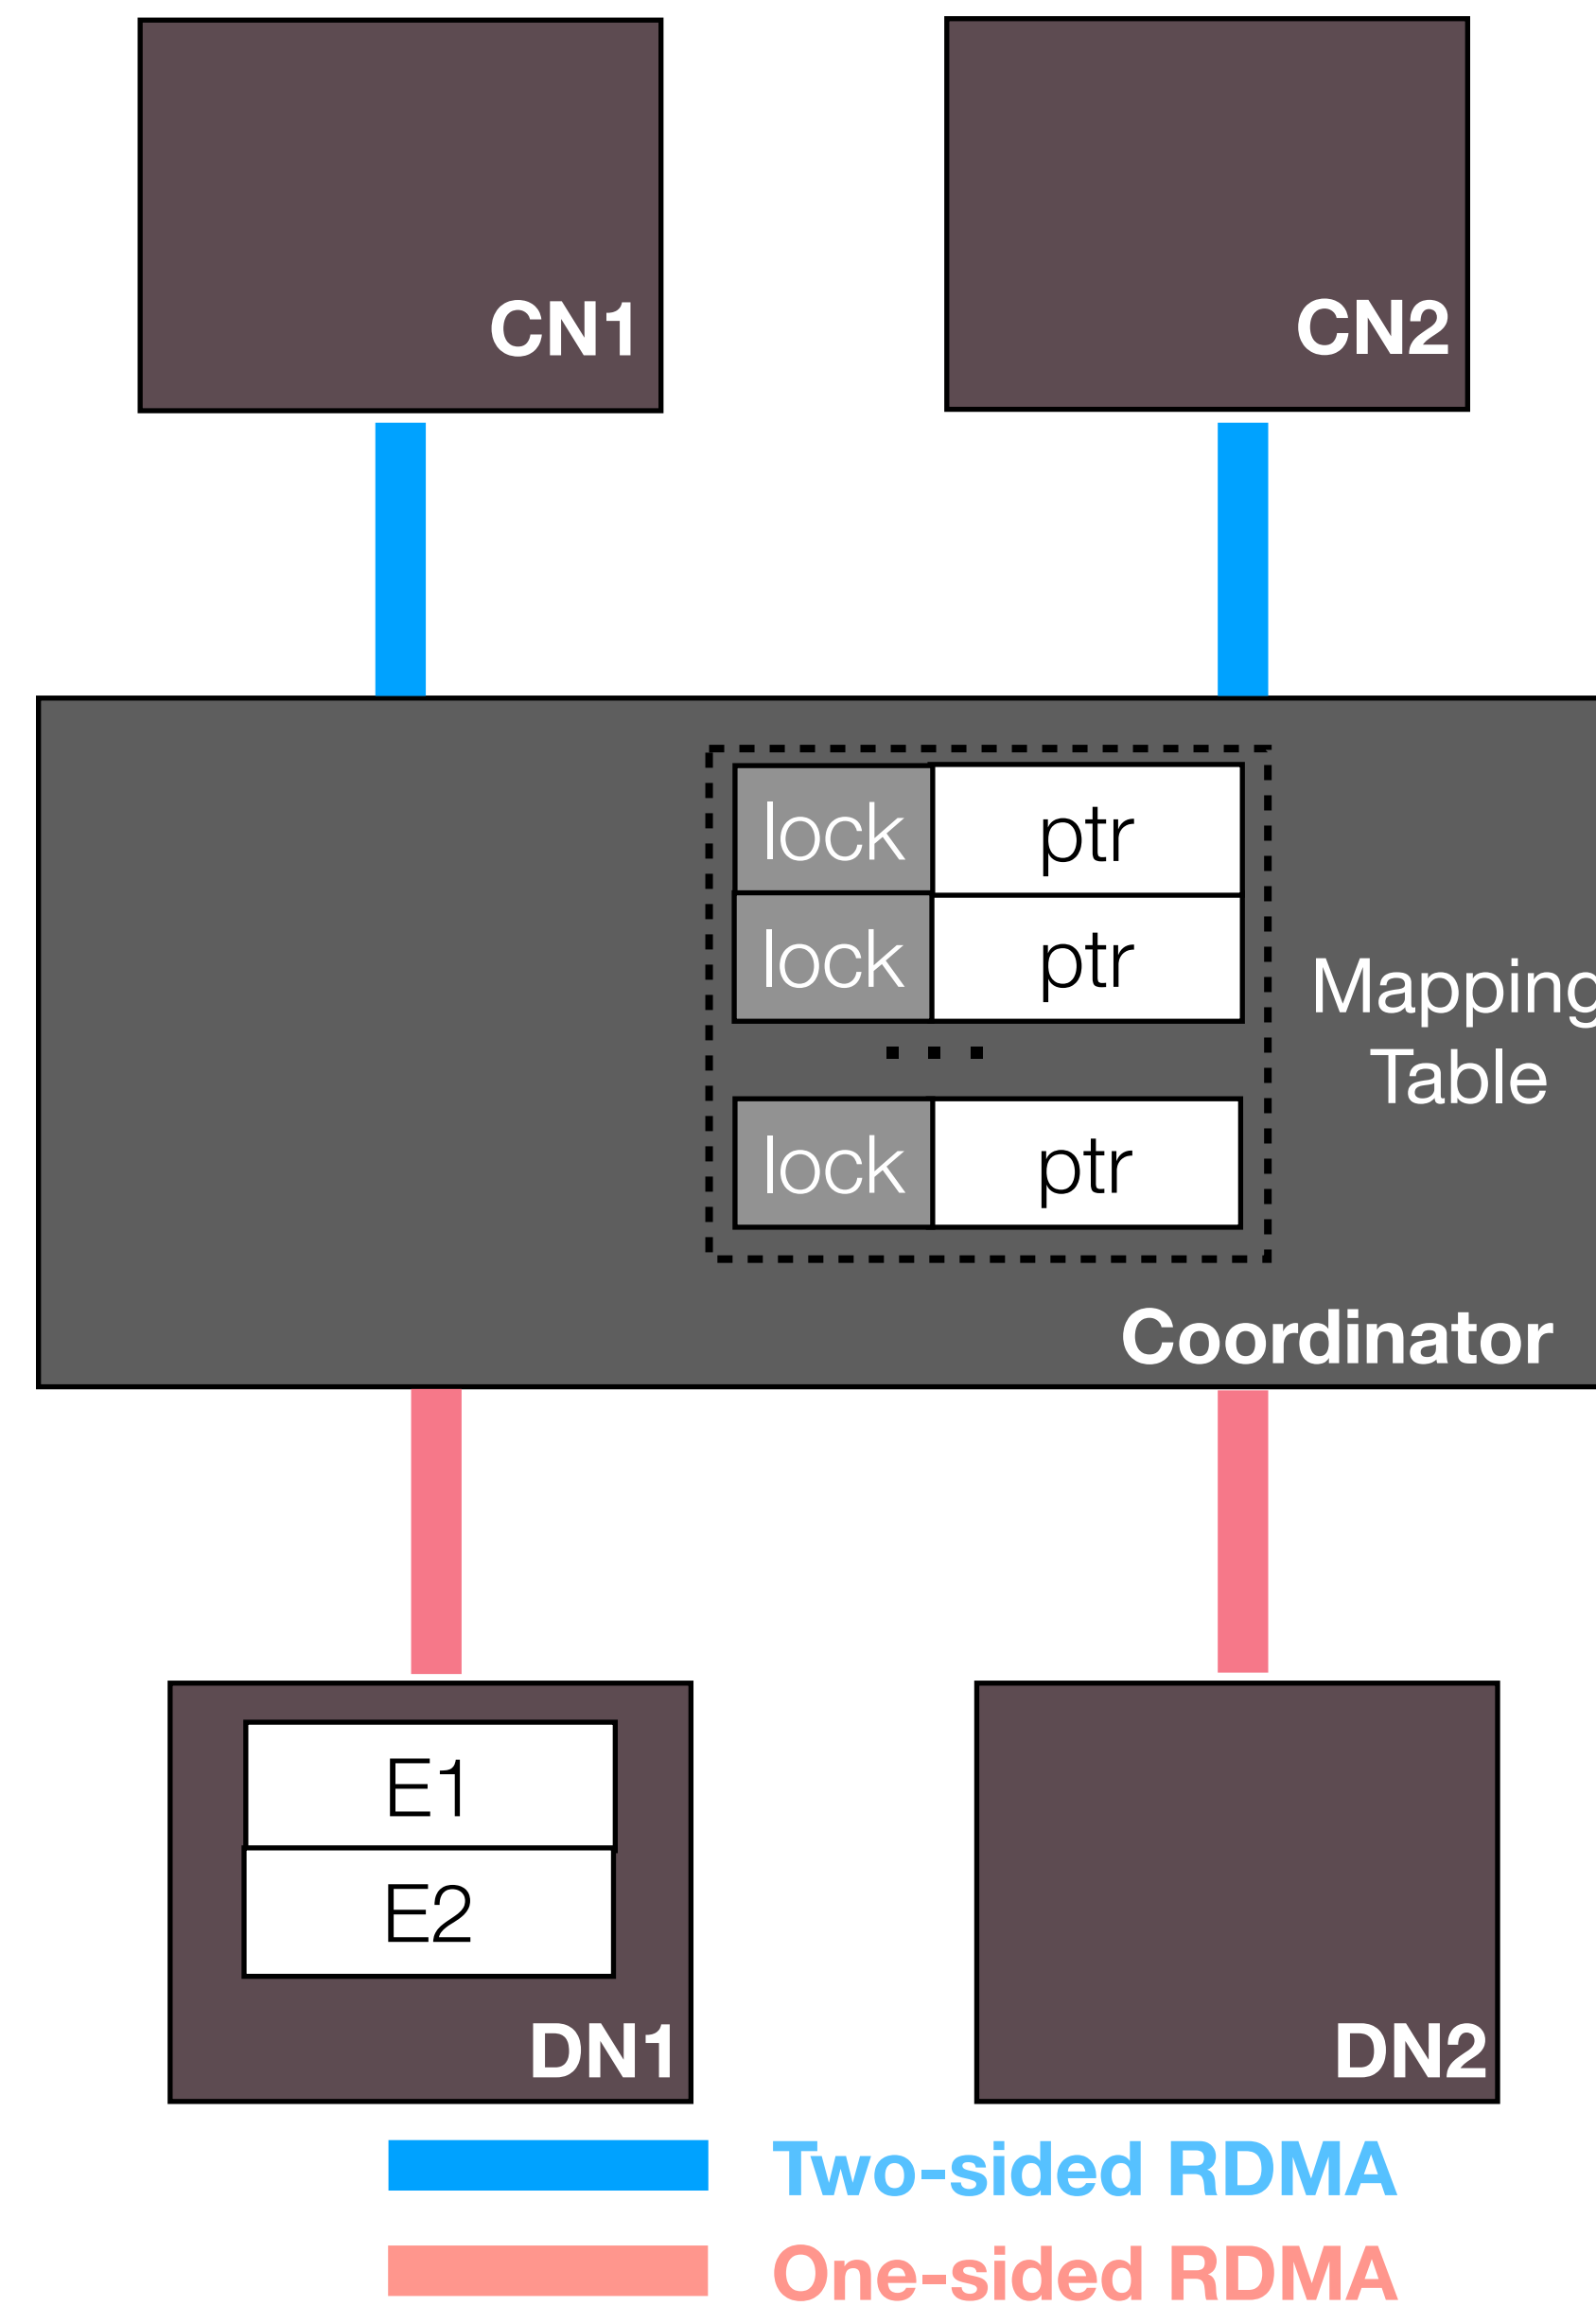 CN1
CN2
lock ptr
lock ptr
...
lock ptr
Mapping
Table
Coordinator
E1
E2
DN1
DN2
Two-sided RDMA
One-sided RDMA